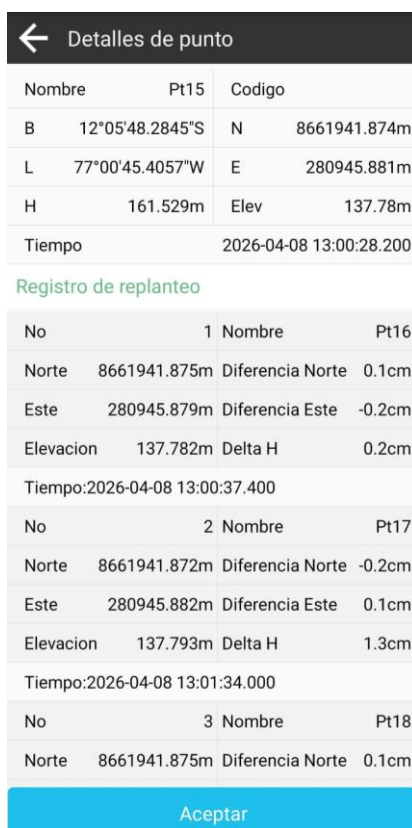 Detalles de punto
Nombre Pt15 Codigo
B 12°05'48.2845"S N 8661941.874m
L 77°00'45.4057"W E 280945.881m
H 161.529m Elev 137.78m
Tiempo 2026-04-08 13:00:28.200
Registro de replanteo
No 1 Nombre Pt16
Norte 8661941.875m Diferencia Norte 0.1cm
Este 280945.879m Diferencia Este -0.2cm
Elevacion 137.782m Delta H 0.2cm
Tiempo:2026-04-08 13:00:37.400
No 2 Nombre Pt17
Norte 8661941.872m Diferencia Norte -0.2cm
Este 280945.882m Diferencia Este 0.1cm
Elevacion 137.793m Delta H 1.3cm
Tiempo:2026-04-08 13:01:34.000
No 3 Nombre Pt18
Norte 8661941.875m Diferencia Norte 0.1cm
Aceptar